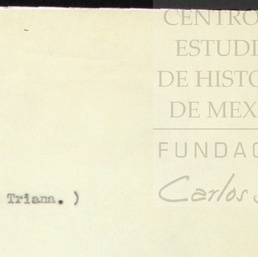 CENTRO
ESTUDI
DE HISTO
DE MEX
FUNDAC
Carlos
Triana. )